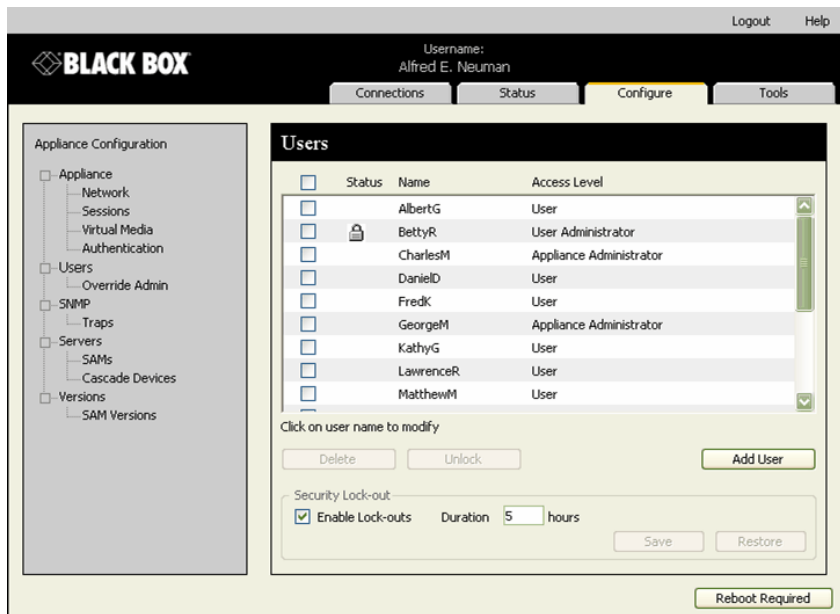 Logout Help
BLACK BOX
Username:
Alfred E. Neuman
Connections Status Configure Tools
Appliance Configuration
Appliance
Network
Sessions
Virtual Media
Authentication
Users
Override Admin
SNMP
Traps
Servers
SAMs
Cascade Devices
Versions
SAM Versions
Users
Status Name Access Level
AlbertG User
BettyR User Administrator
CharlesM Appliance Administrator
DanielD User
FredK User
GeorgeM Appliance Administrator
KathyG User
LawrenceR User
MatthewM User
Click on user name to modify
Delete Unlock Add User
Security Lock-out
Enable Lock-outs Duration 5 hours
Save Restore
Reboot Required